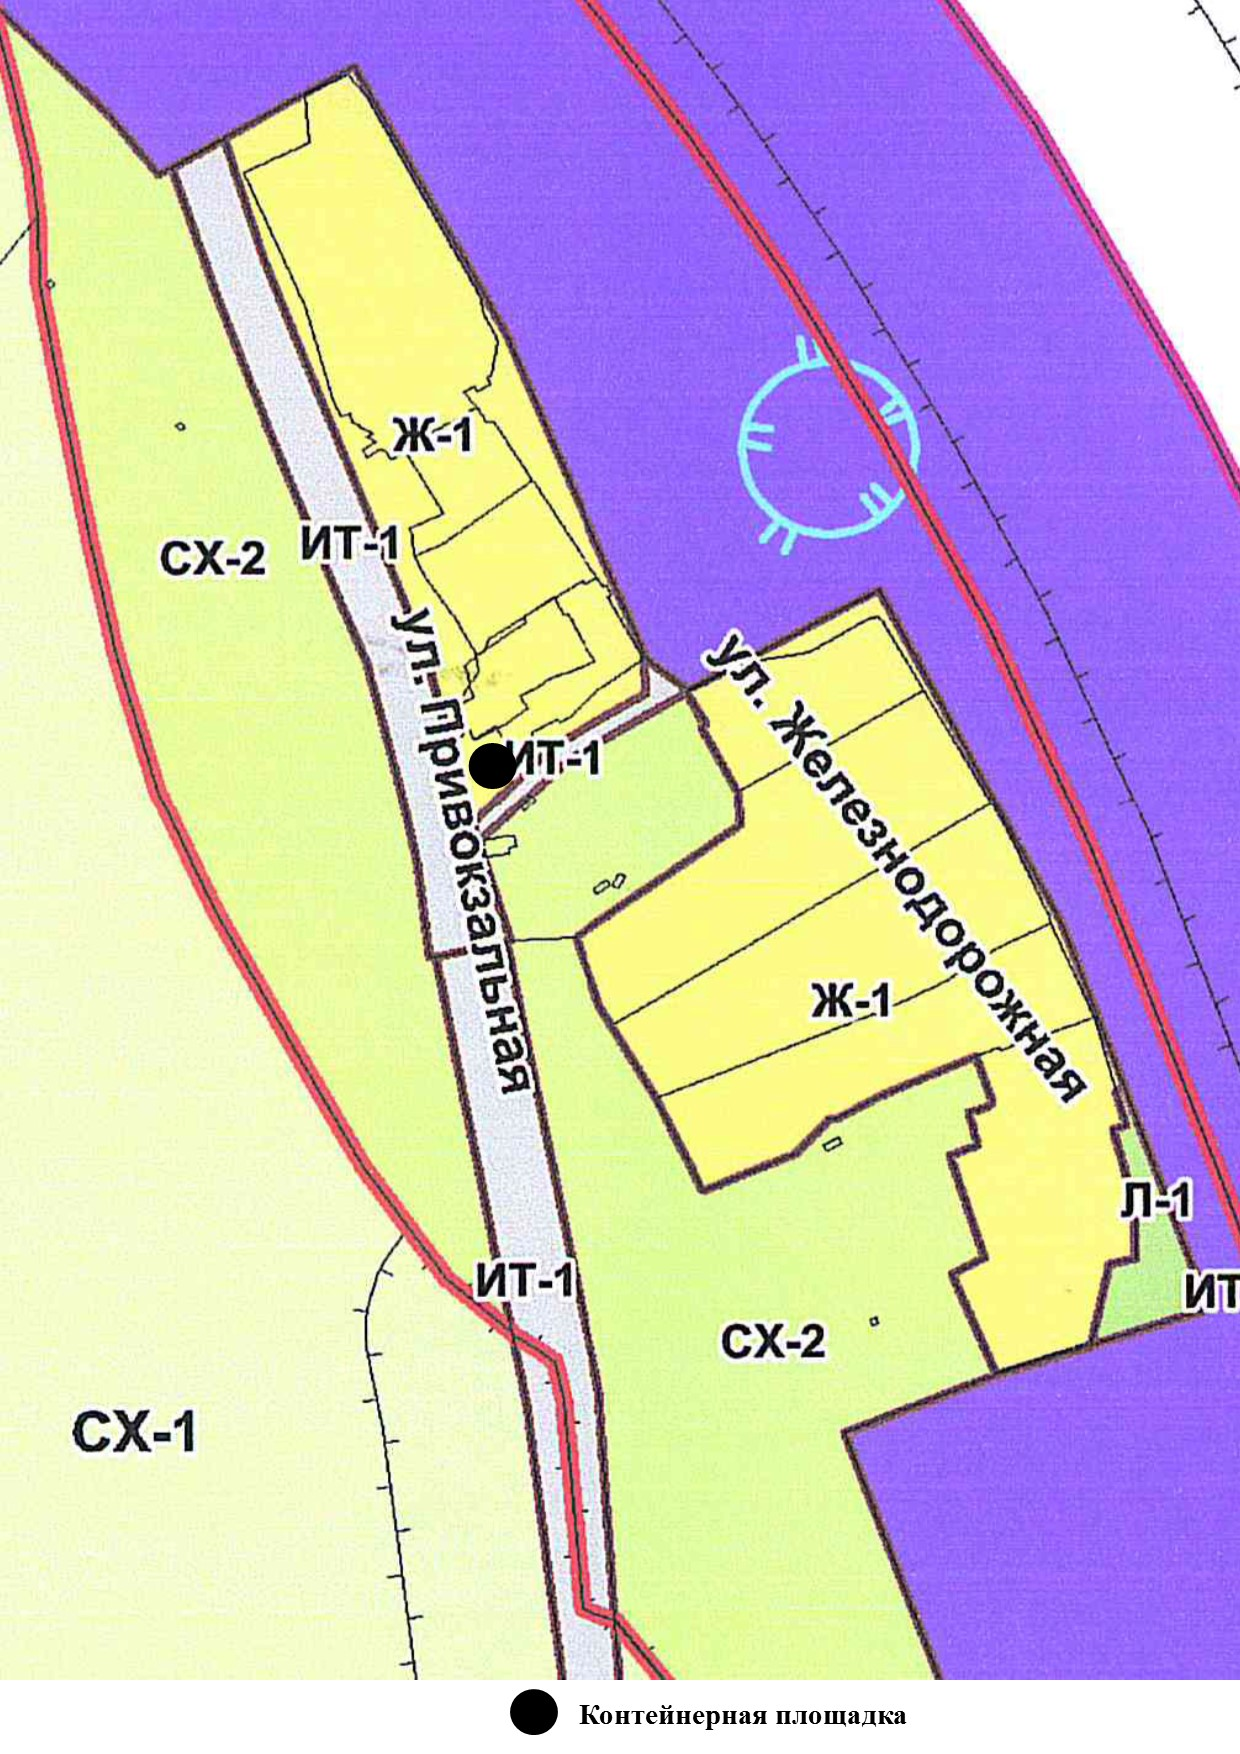 Ж-1
ИТ-1
СХ-2
ул. Привокзальная
ул. Железнодорожная
ИТ-1
Ж-1
Л-1
ИТ-1
ИТ
СХ-2
СХ-1
Контейнерная площадка